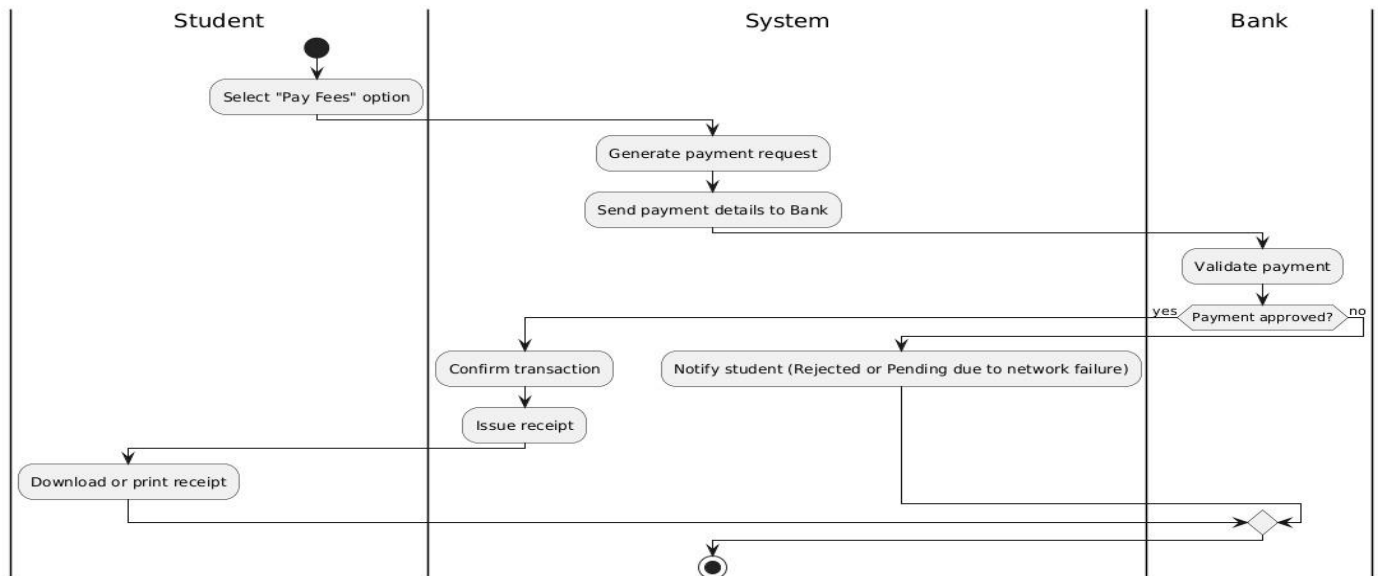 Student
System
Bank
Select "Pay Fees" option
Generate payment request
Send payment details to Bank
Validate payment
yes
Payment approved?
no
Confirm transaction
Notify student (Rejected or Pending due to network failure)
Issue receipt
Download or print receipt